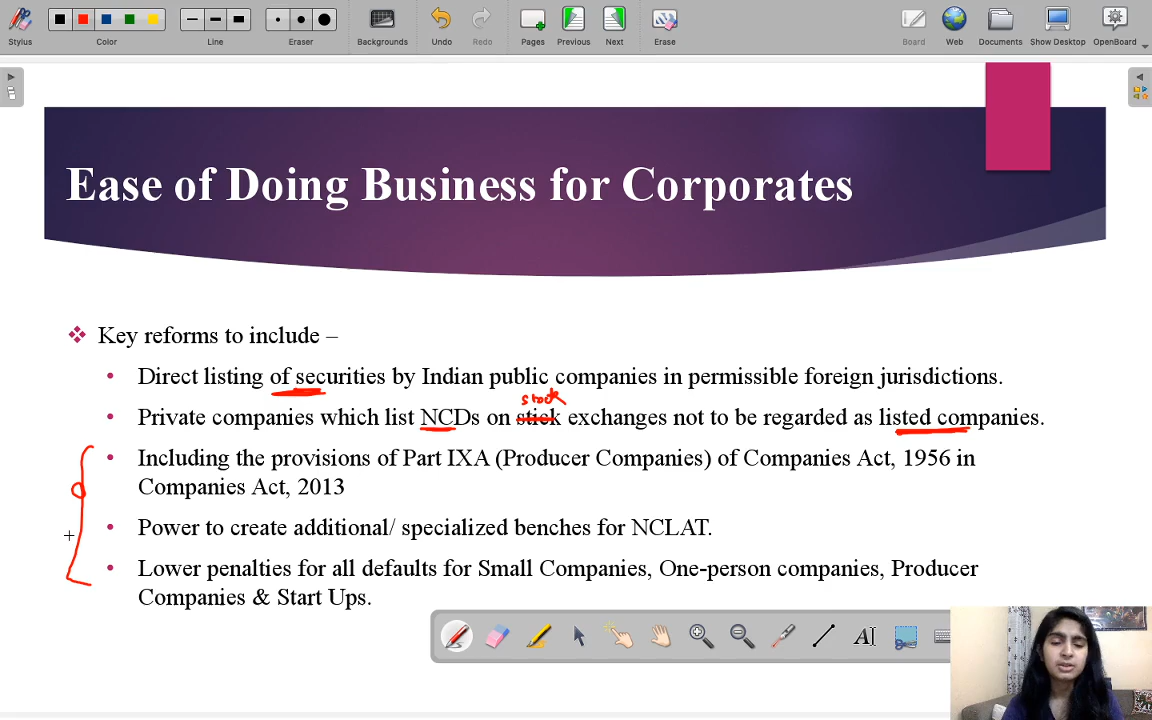 Stylus
Color
Line
Eraser
Backgrounds
Undo
Redo
Pages
Previous
Next
Erase
Board
Web
Documents
Show Desktop
OpenBoard
Ease of Doing Business for Corporates
Key reforms to include –
• Direct listing of securities by Indian public companies in permissible foreign jurisdictions.
stock
• Private companies which list NCDs on stick exchanges not to be regarded as listed companies.
• Including the provisions of Part IXA (Producer Companies) of Companies Act, 1956 in
Companies Act, 2013
• Power to create additional/ specialized benches for NCLAT.
• Lower penalties for all defaults for Small Companies, One-person companies, Producer
Companies & Start Ups.